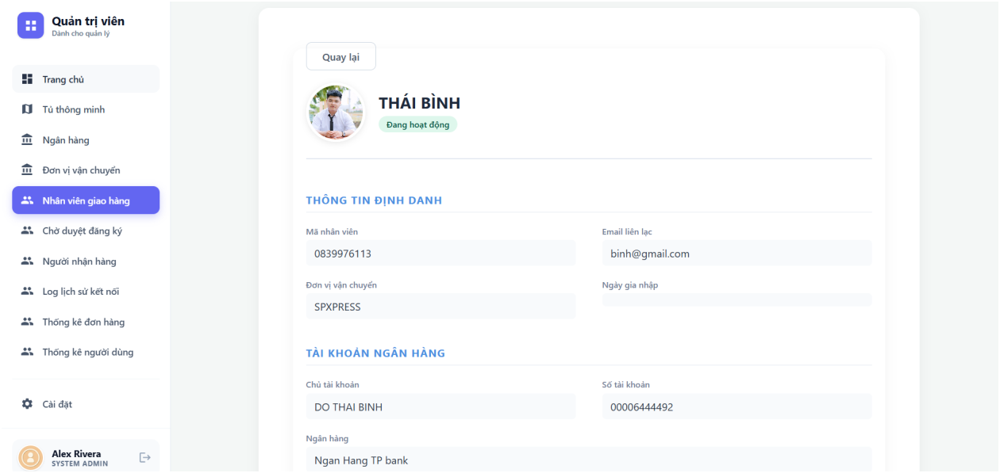 Quản trị viên
Dành cho quản lý
Trang chủ
Tủ thông minh
Ngân hàng
Đơn vị vận chuyển
Nhân viên giao hàng
Chờ duyệt đăng ký
Người nhận hàng
Log lịch sử kết nối
Thống kê đơn hàng
Thống kê người dùng
Cài đặt
Alex Rivera
SYSTEM ADMIN
Quay lại
THÁI BÌNH
Đang hoạt động
THÔNG TIN ĐỊNH DANH
Mã nhân viên
0839976113
Email liên lạc
binh@gmail.com
Đơn vị vận chuyển
SPXPRESS
Ngày gia nhập
TÀI KHOẢN NGÂN HÀNG
Chủ tài khoản
DO THAI BINH
Số tài khoản
00006444492
Ngân hàng
Ngan Hang TP bank